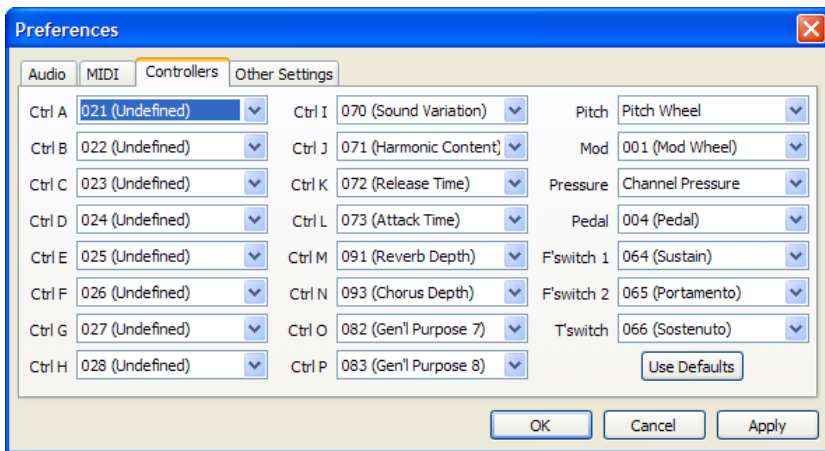 Preferences
Audio MIDI Controllers Other Settings
Ctrl A 021 (Undefined) Ctrl I 070 (Sound Variation) Pitch Pitch Wheel
Ctrl B 022 (Undefined) Ctrl J 071 (Harmonic Content) Mod 001 (Mod Wheel)
Ctrl C 023 (Undefined) Ctrl K 072 (Release Time) Pressure Channel Pressure
Ctrl D 024 (Undefined) Ctrl L 073 (Attack Time) Pedal 004 (Pedal)
Ctrl E 025 (Undefined) Ctrl M 091 (Reverb Depth) F'switch 1 064 (Sustain)
Ctrl F 026 (Undefined) Ctrl N 093 (Chorus Depth) F'switch 2 065 (Portamento)
Ctrl G 027 (Undefined) Ctrl O 082 (Gen'l Purpose 7) T'switch 066 (Sostenuto)
Ctrl H 028 (Undefined) Ctrl P 083 (Gen'l Purpose 8) Use Defaults
OK Cancel Apply